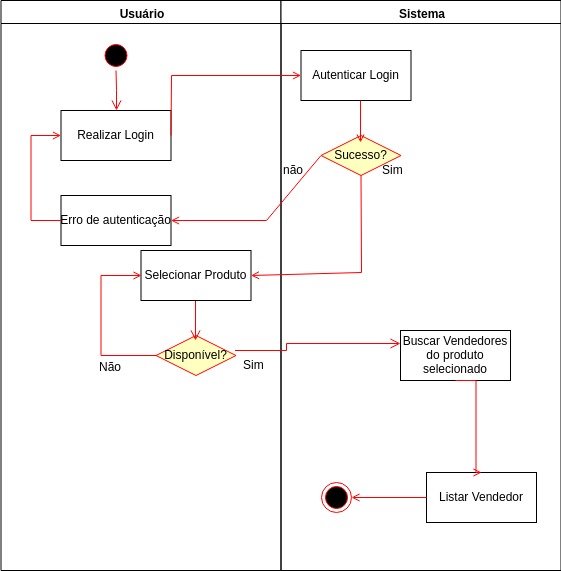 Usuário
Sistema
Autenticar Login
Realizar Login
Sucesso?
não
Sim
Erro de autenticação
Selecionar Produto
Disponível?
Não
Sim
Buscar Vendedores
do produto
selecionado
Listar Vendedor